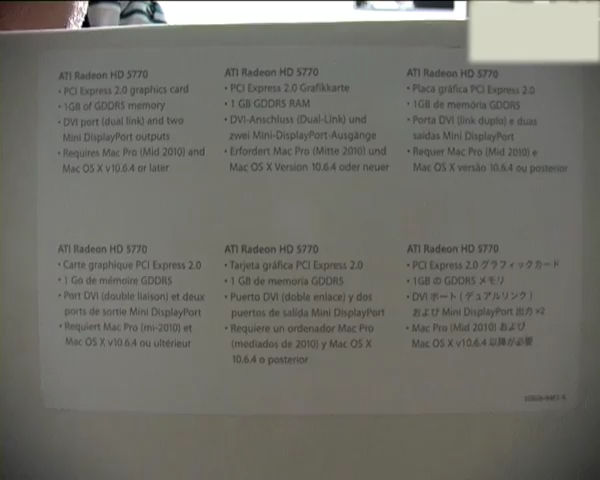 ATI Radeon HD 5770
• PCI Express 2.0 graphics card
• 1GB of GDDR5 memory
• DVI port (dual link) and two
Mini DisplayPort outputs
• Requires Mac Pro (Mid 2010) and
Mac OS X v10.6.4 or later
ATI Radeon HD 5770
• PCI Express 2.0 Grafikkarte
• 1 GB GDDR5 RAM
• DVI-Anschluss (Dual-Link) und
zwei Mini-DisplayPort-Ausgänge
• Erfordert Mac Pro (Mitte 2010) und
Mac OS X Version 10.6.4 oder neuer
ATI Radeon HD 5770
• Placa gráfica PCI Express 2.0
• 1GB de memória GDDR5
• Porta DVI (link duplo) e duas
saídas Mini DisplayPort
• Requer Mac Pro (Mid 2010) e
Mac OS X versão 10.6.4 ou posterior
ATI Radeon HD 5770
• Carte graphique PCI Express 2.0
• 1 Go de mémoire GDDR5
• Port DVI (double liaison) et deux
ports de sortie Mini DisplayPort
• Requiert Mac Pro (mi-2010) et
Mac OS X v10.6.4 ou ultérieur
ATI Radeon HD 5770
• Tarjeta gráfica PCI Express 2.0
• 1 GB de memoria GDDR5
• Puerto DVI (doble enlace) y dos
puertos de salida Mini DisplayPort
• Requiere un ordenador Mac Pro
(mediados de 2010) y Mac OS X
10.6.4 o posterior
ATI Radeon HD 5770
• PCI Express 2.0 グラフィックカード
• 1GB の GDDR5 メモリ
• DVI ポート (デュアルリンク)
および Mini DisplayPort 出力 ×2
• Mac Pro (Mid 2010) および
Mac OS X v10.6.4 以降が必要